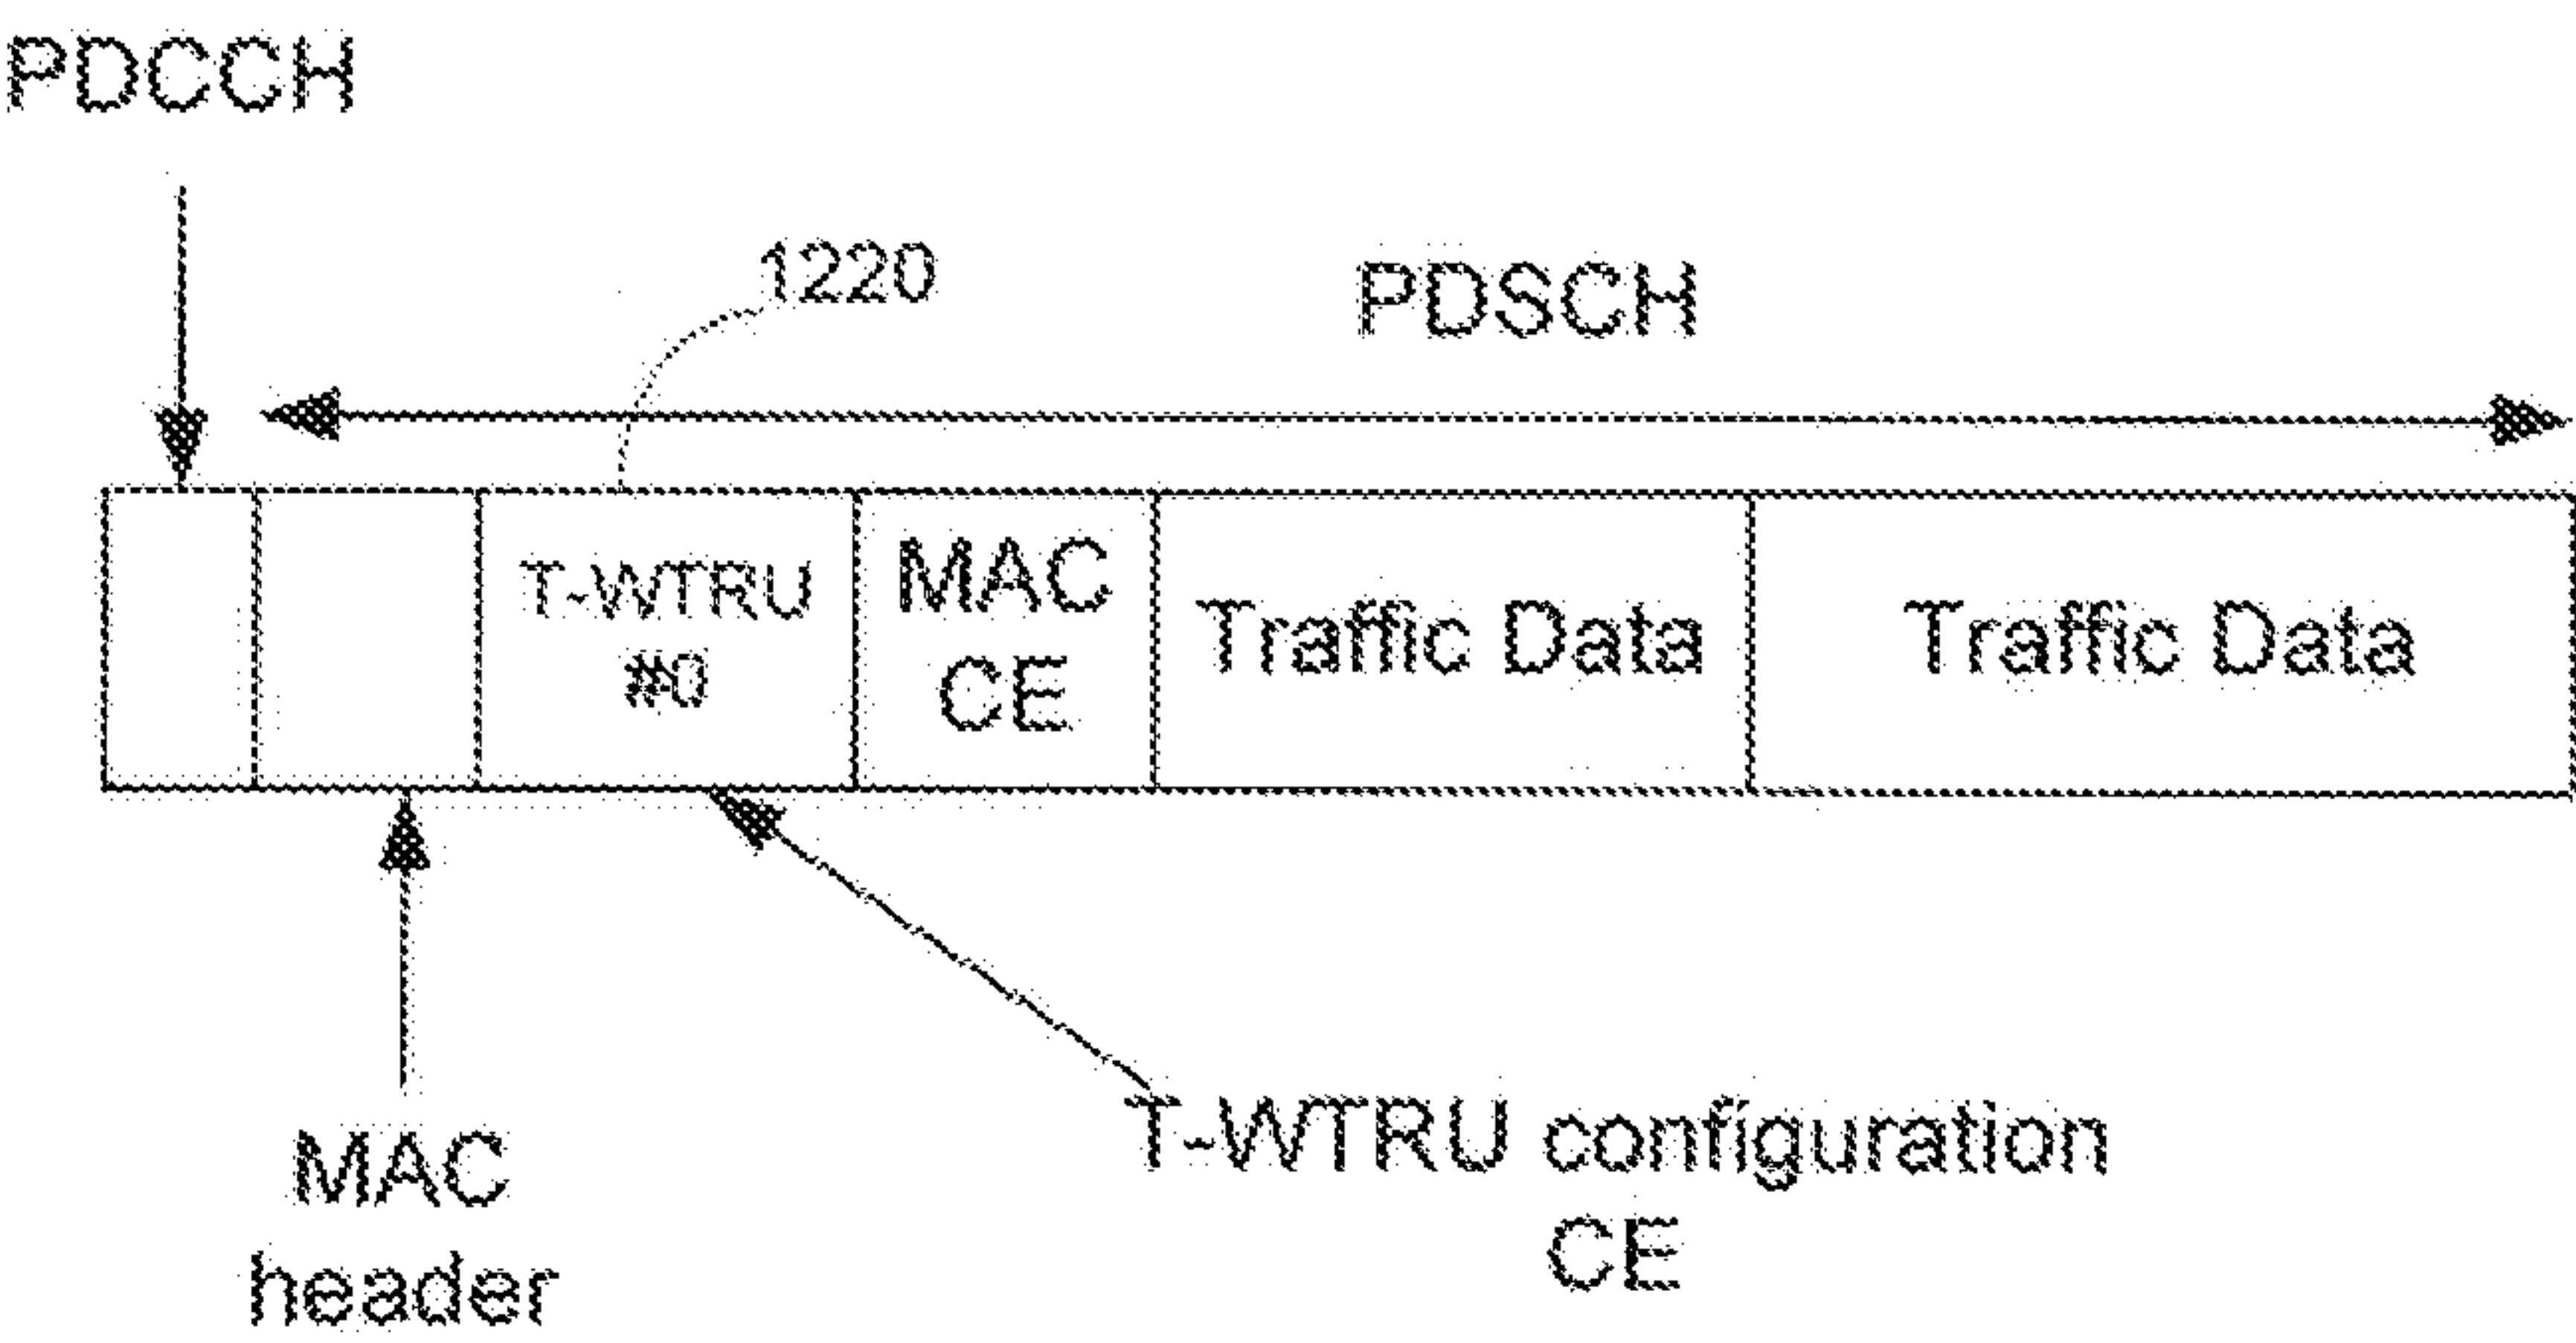 PDCCH
1220
PDSCH
T-WTRU
#0
MAC
CE
Traffic Data
Traffic Data
MAC
header
T-WTRU configuration
CE